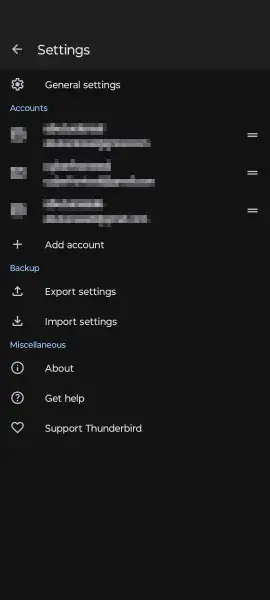 Settings
General settings
Accounts
Add account
Backup
Export settings
Import settings
Miscellaneous
About
Get help
Support Thunderbird